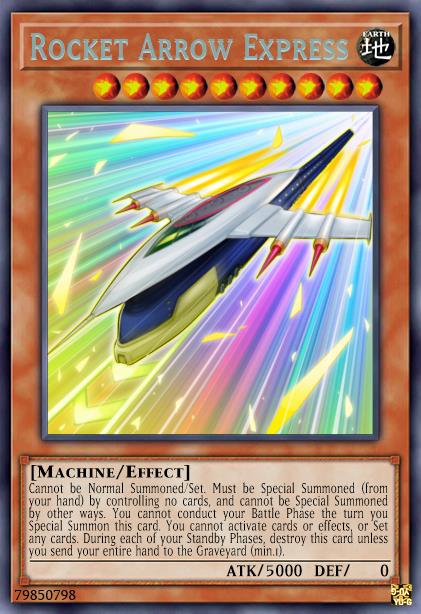 ROCKET ARROW EXPRESS
EARTH
地
[MACHINE/EFFECT]
Cannot be Normal Summoned/Set. Must be Special Summoned (from
your hand) by controlling no cards, and cannot be Special Summoned
by other ways. You cannot conduct your Battle Phase the turn you
Special Summon this card. You cannot activate cards or effects, or Set
any cards. During each of your Standby Phases, destroy this card unless
you send your entire hand to the Graveyard (min.1).
ATK/5000 DEF/ 0
79850798